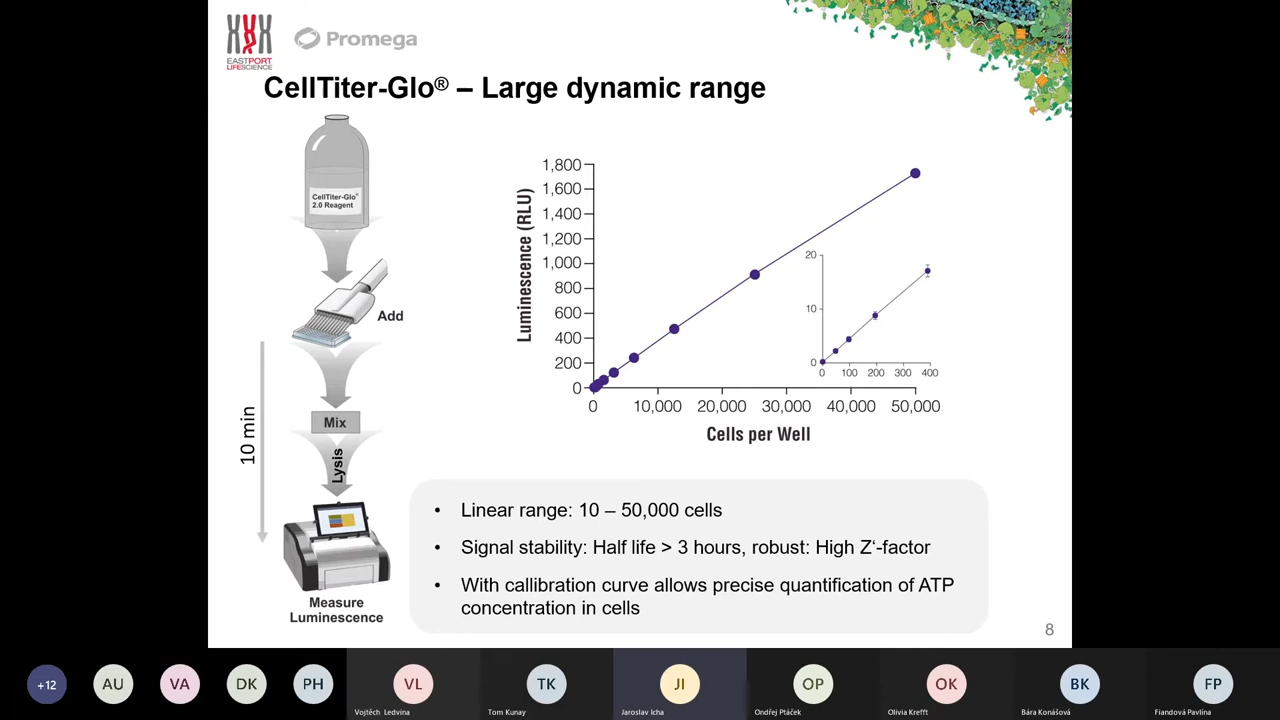 EASTPORT
LIFESCIENCE
Promega
CellTiter-Glo® – Large dynamic range
CellTiter-Glo®
2.0 Reagent
Add
10 min
Mix
Lysis
Measure
Luminescence
Luminescence (RLU)
1,800
1,600
1,400
1,200
1,000
800
600
400
200
0
0 10,000 20,000 30,000 40,000 50,000
Cells per Well
20
10
0
0 100 200 300 400
• Linear range: 10 – 50,000 cells
• Signal stability: Half life > 3 hours, robust: High Z‘-factor
• With callibration curve allows precise quantification of ATP
concentration in cells
8
+12 AU VA DK PH VL TK JI OP OK BK FP
Vojtěch Ledvina Tom Kunay Jaroslav Icha Ondřej Ptáček Olivia Krefft Bára Konášová Fiandová Pavlína